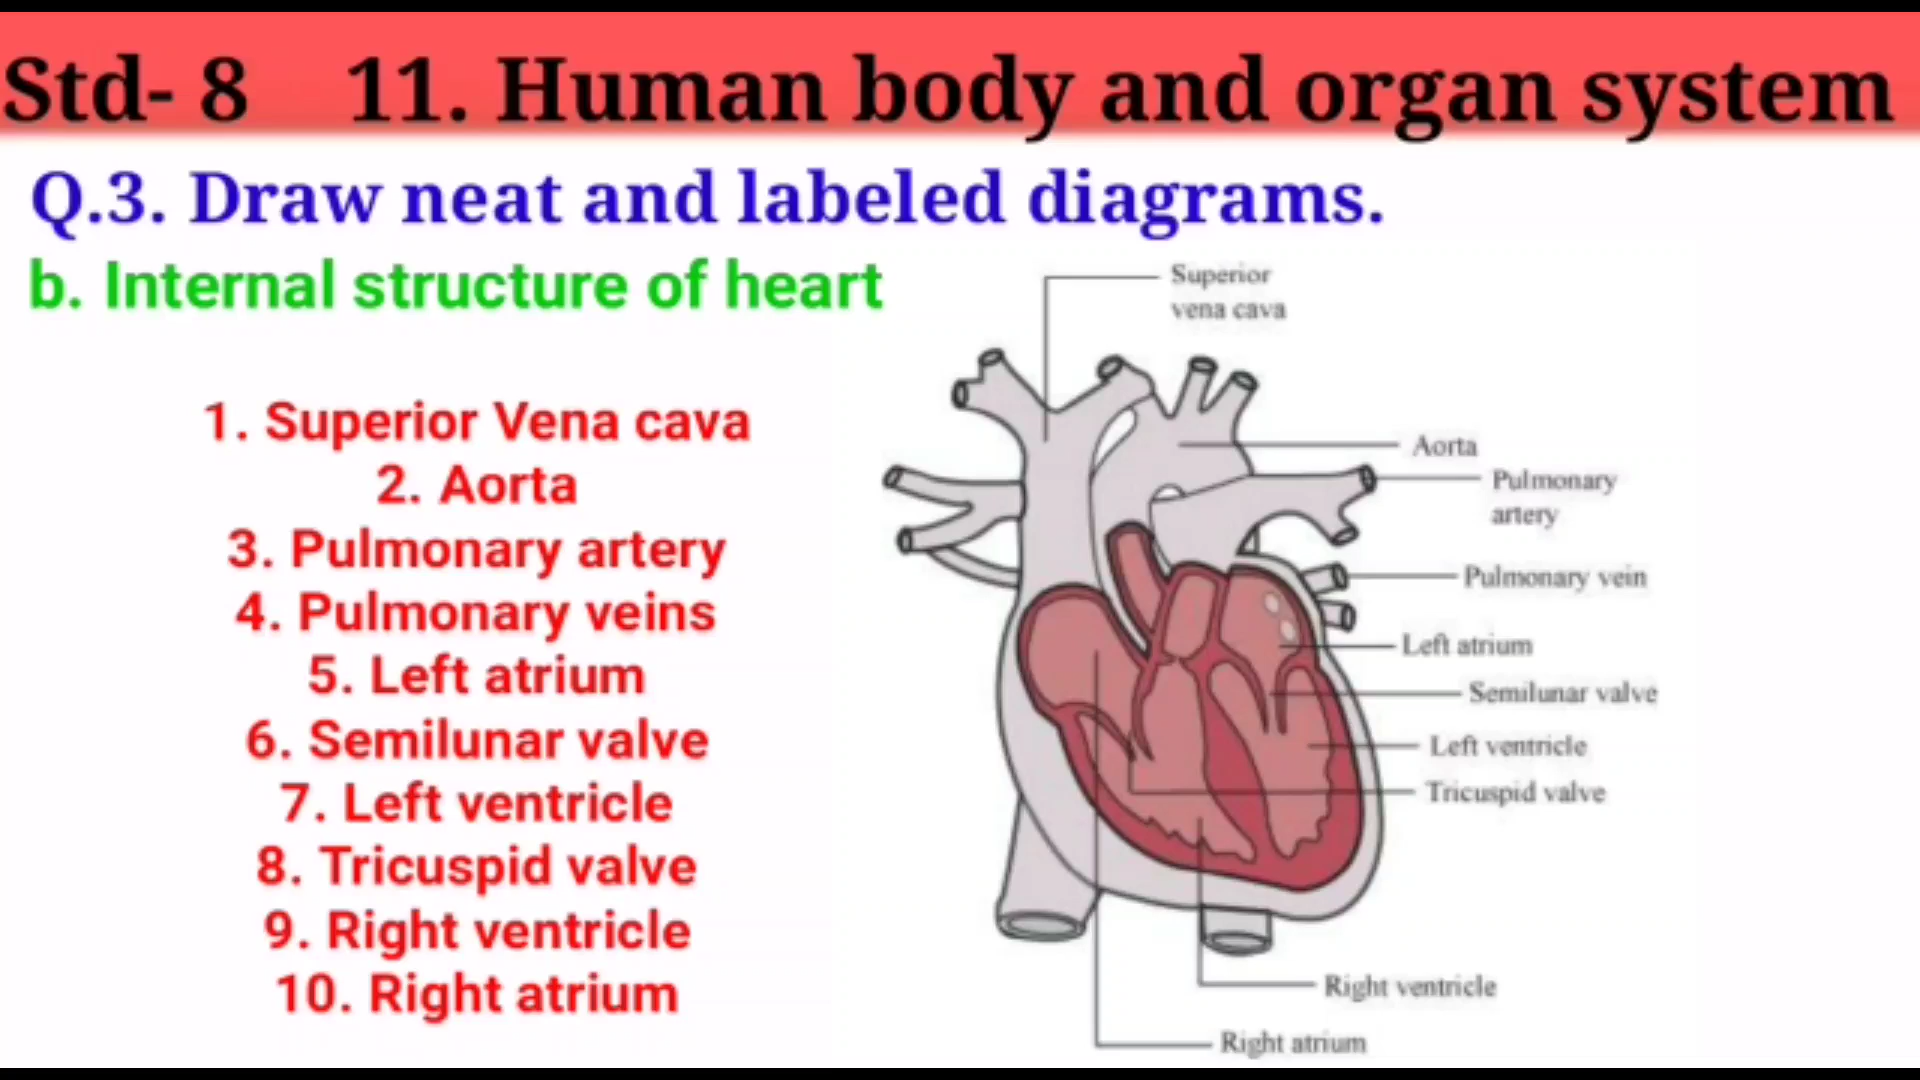 Std- 8 11. Human body and organ system
Q.3. Draw neat and labeled diagrams.
b. Internal structure of heart
1. Superior Vena cava
2. Aorta
3. Pulmonary artery
4. Pulmonary veins
5. Left atrium
6. Semilunar valve
7. Left ventricle
8. Tricuspid valve
9. Right ventricle
10. Right atrium
Superior
vena cava
Aorta
Pulmonary
artery
Pulmonary vein
Left atrium
Semilunar valve
Left ventricle
Tricuspid valve
Right ventricle
Right atrium